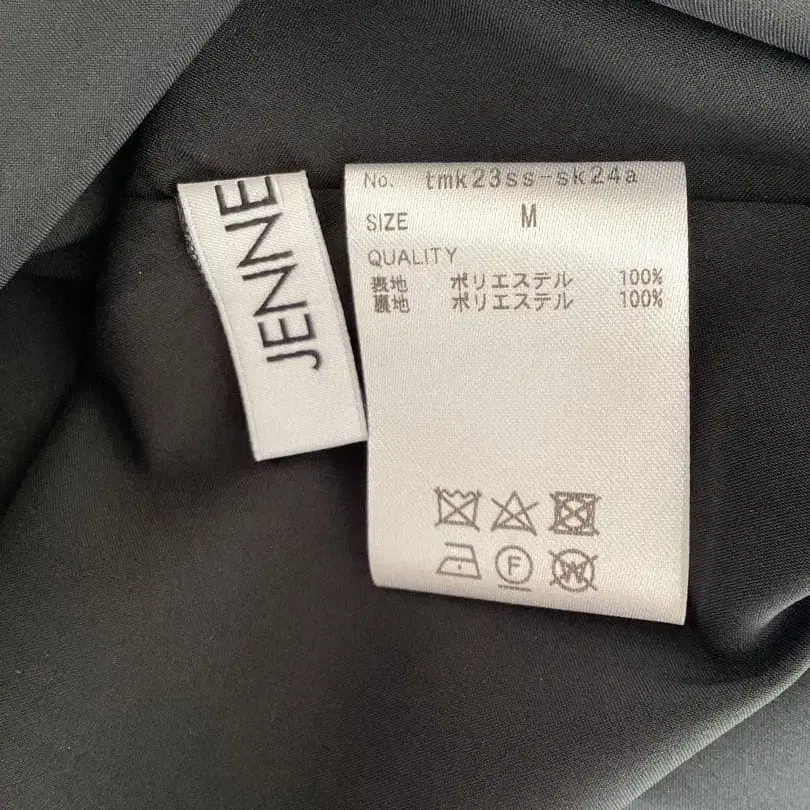 JENNE
No. tmk23ss-sk24a
SIZE M
QUALITY
表地 ポリエステル 100%
裏地 ポリエステル 100%
F
W